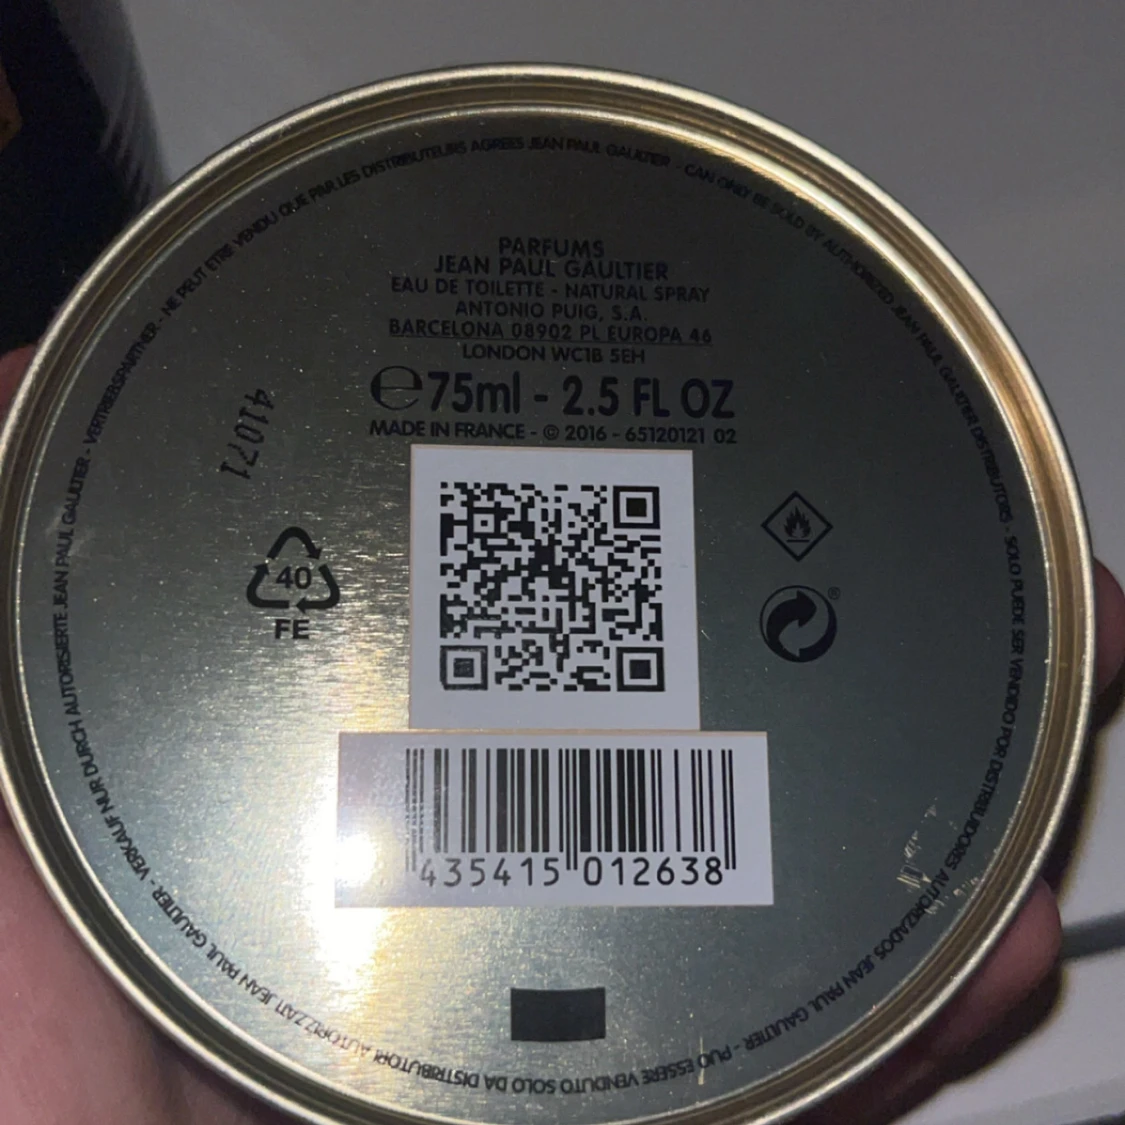 NE PEUT ETRE VENDU QUE PAR LES DISTRIBUTEURS AGREES JEAN PAUL GAULTIER - CAN ONLY BE SOLD BY AUTHORIZED JEAN PAUL GAULTIER DISTRIBUTORS - SOLO PUEDE SER VENDIDO POR DISTRIBUIDORES AUTORIZADOS JEAN PAUL GAULTIER - PUO ESSERE VENDUTO SOLO DA DISTRIBUTORI AUTORIZZATI JEAN PAUL GAULTIER - VERKAUF NUR DURCH AUTORISIERTE JEAN PAUL GAULTIER - VERTRIEBSPARTNER -
PARFUMS
JEAN PAUL GAULTIER
EAU DE TOILETTE - NATURAL SPRAY
ANTONIO PUIG, S.A.
BARCELONA 08902 PL EUROPA 46
LONDON WC1B 5EH
℮75ml - 2.5 FL OZ
MADE IN FRANCE - © 2016 - 65120121 02
41071
40
FE
®
435415 012638